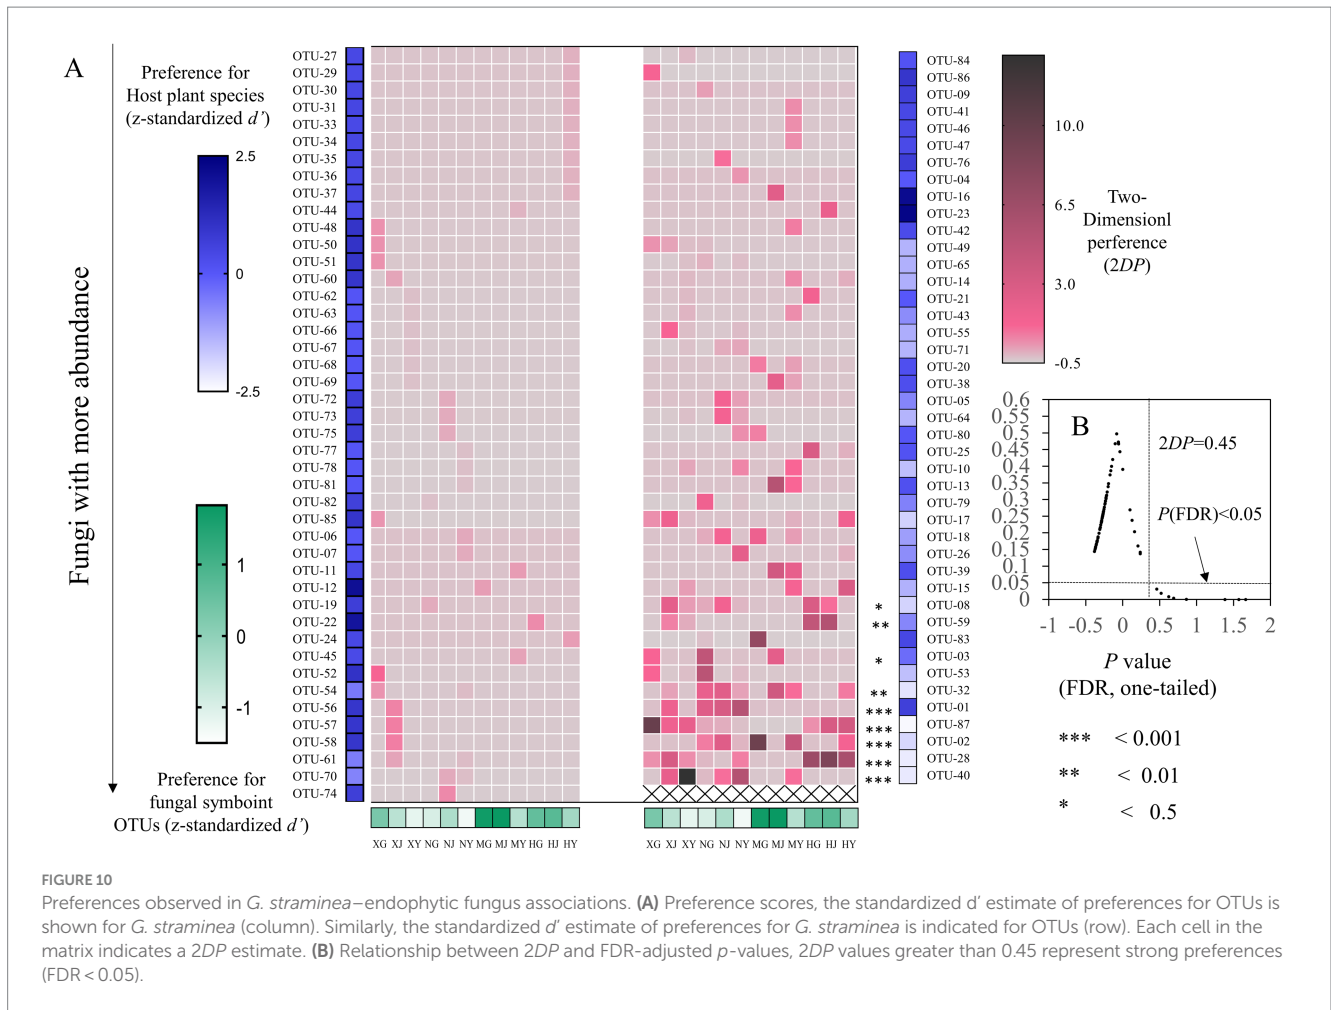 A
Preference for
Host plant species
(z-standardized d’)
2.5
0
-2.5
Fungi with more abundance
1
0
-1
Preference for
fungal symboint
OTUs (z-standardized d’)
OTU-27
OTU-29
OTU-30
OTU-31
OTU-33
OTU-34
OTU-35
OTU-36
OTU-37
OTU-44
OTU-48
OTU-50
OTU-51
OTU-60
OTU-62
OTU-63
OTU-66
OTU-67
OTU-68
OTU-69
OTU-72
OTU-73
OTU-75
OTU-77
OTU-78
OTU-81
OTU-82
OTU-85
OTU-06
OTU-07
OTU-11
OTU-12
OTU-19
OTU-22
OTU-24
OTU-45
OTU-52
OTU-54
OTU-56
OTU-57
OTU-58
OTU-61
OTU-70
OTU-74
XG XJ XY NG NJ NY MG MJ MY HG HJ HY
XG XJ XY NG NJ NY MG MJ MY HG HJ HY
*
**
*
**
***
***
***
***
***
OTU-84
OTU-86
OTU-09
OTU-41
OTU-46
OTU-47
OTU-76
OTU-04
OTU-16
OTU-23
OTU-42
OTU-49
OTU-65
OTU-14
OTU-21
OTU-43
OTU-55
OTU-71
OTU-20
OTU-38
OTU-05
OTU-64
OTU-80
OTU-25
OTU-10
OTU-13
OTU-79
OTU-17
OTU-18
OTU-26
OTU-39
OTU-15
OTU-08
OTU-59
OTU-83
OTU-03
OTU-53
OTU-32
OTU-01
OTU-87
OTU-02
OTU-28
OTU-40
10.0
6.5
3.0
-0.5
Two-
Dimensionl
perference
(2DP)
B
0.6
0.55
0.5
0.45
0.4
0.35
0.3
0.25
0.2
0.15
0.1
0.05
0
2DP=0.45
P(FDR)<0.05
-1 -0.5 0 0.5 1 1.5 2
P value
(FDR, one-tailed)
*** < 0.001
** < 0.01
* < 0.5
FIGURE 10
Preferences observed in G. straminea–endophytic fungus associations. (A) Preference scores, the standardized d’ estimate of preferences for OTUs is
shown for G. straminea (column). Similarly, the standardized d’ estimate of preferences for G. straminea is indicated for OTUs (row). Each cell in the
matrix indicates a 2DP estimate. (B) Relationship between 2DP and FDR-adjusted p-values, 2DP values greater than 0.45 represent strong preferences
(FDR < 0.05).